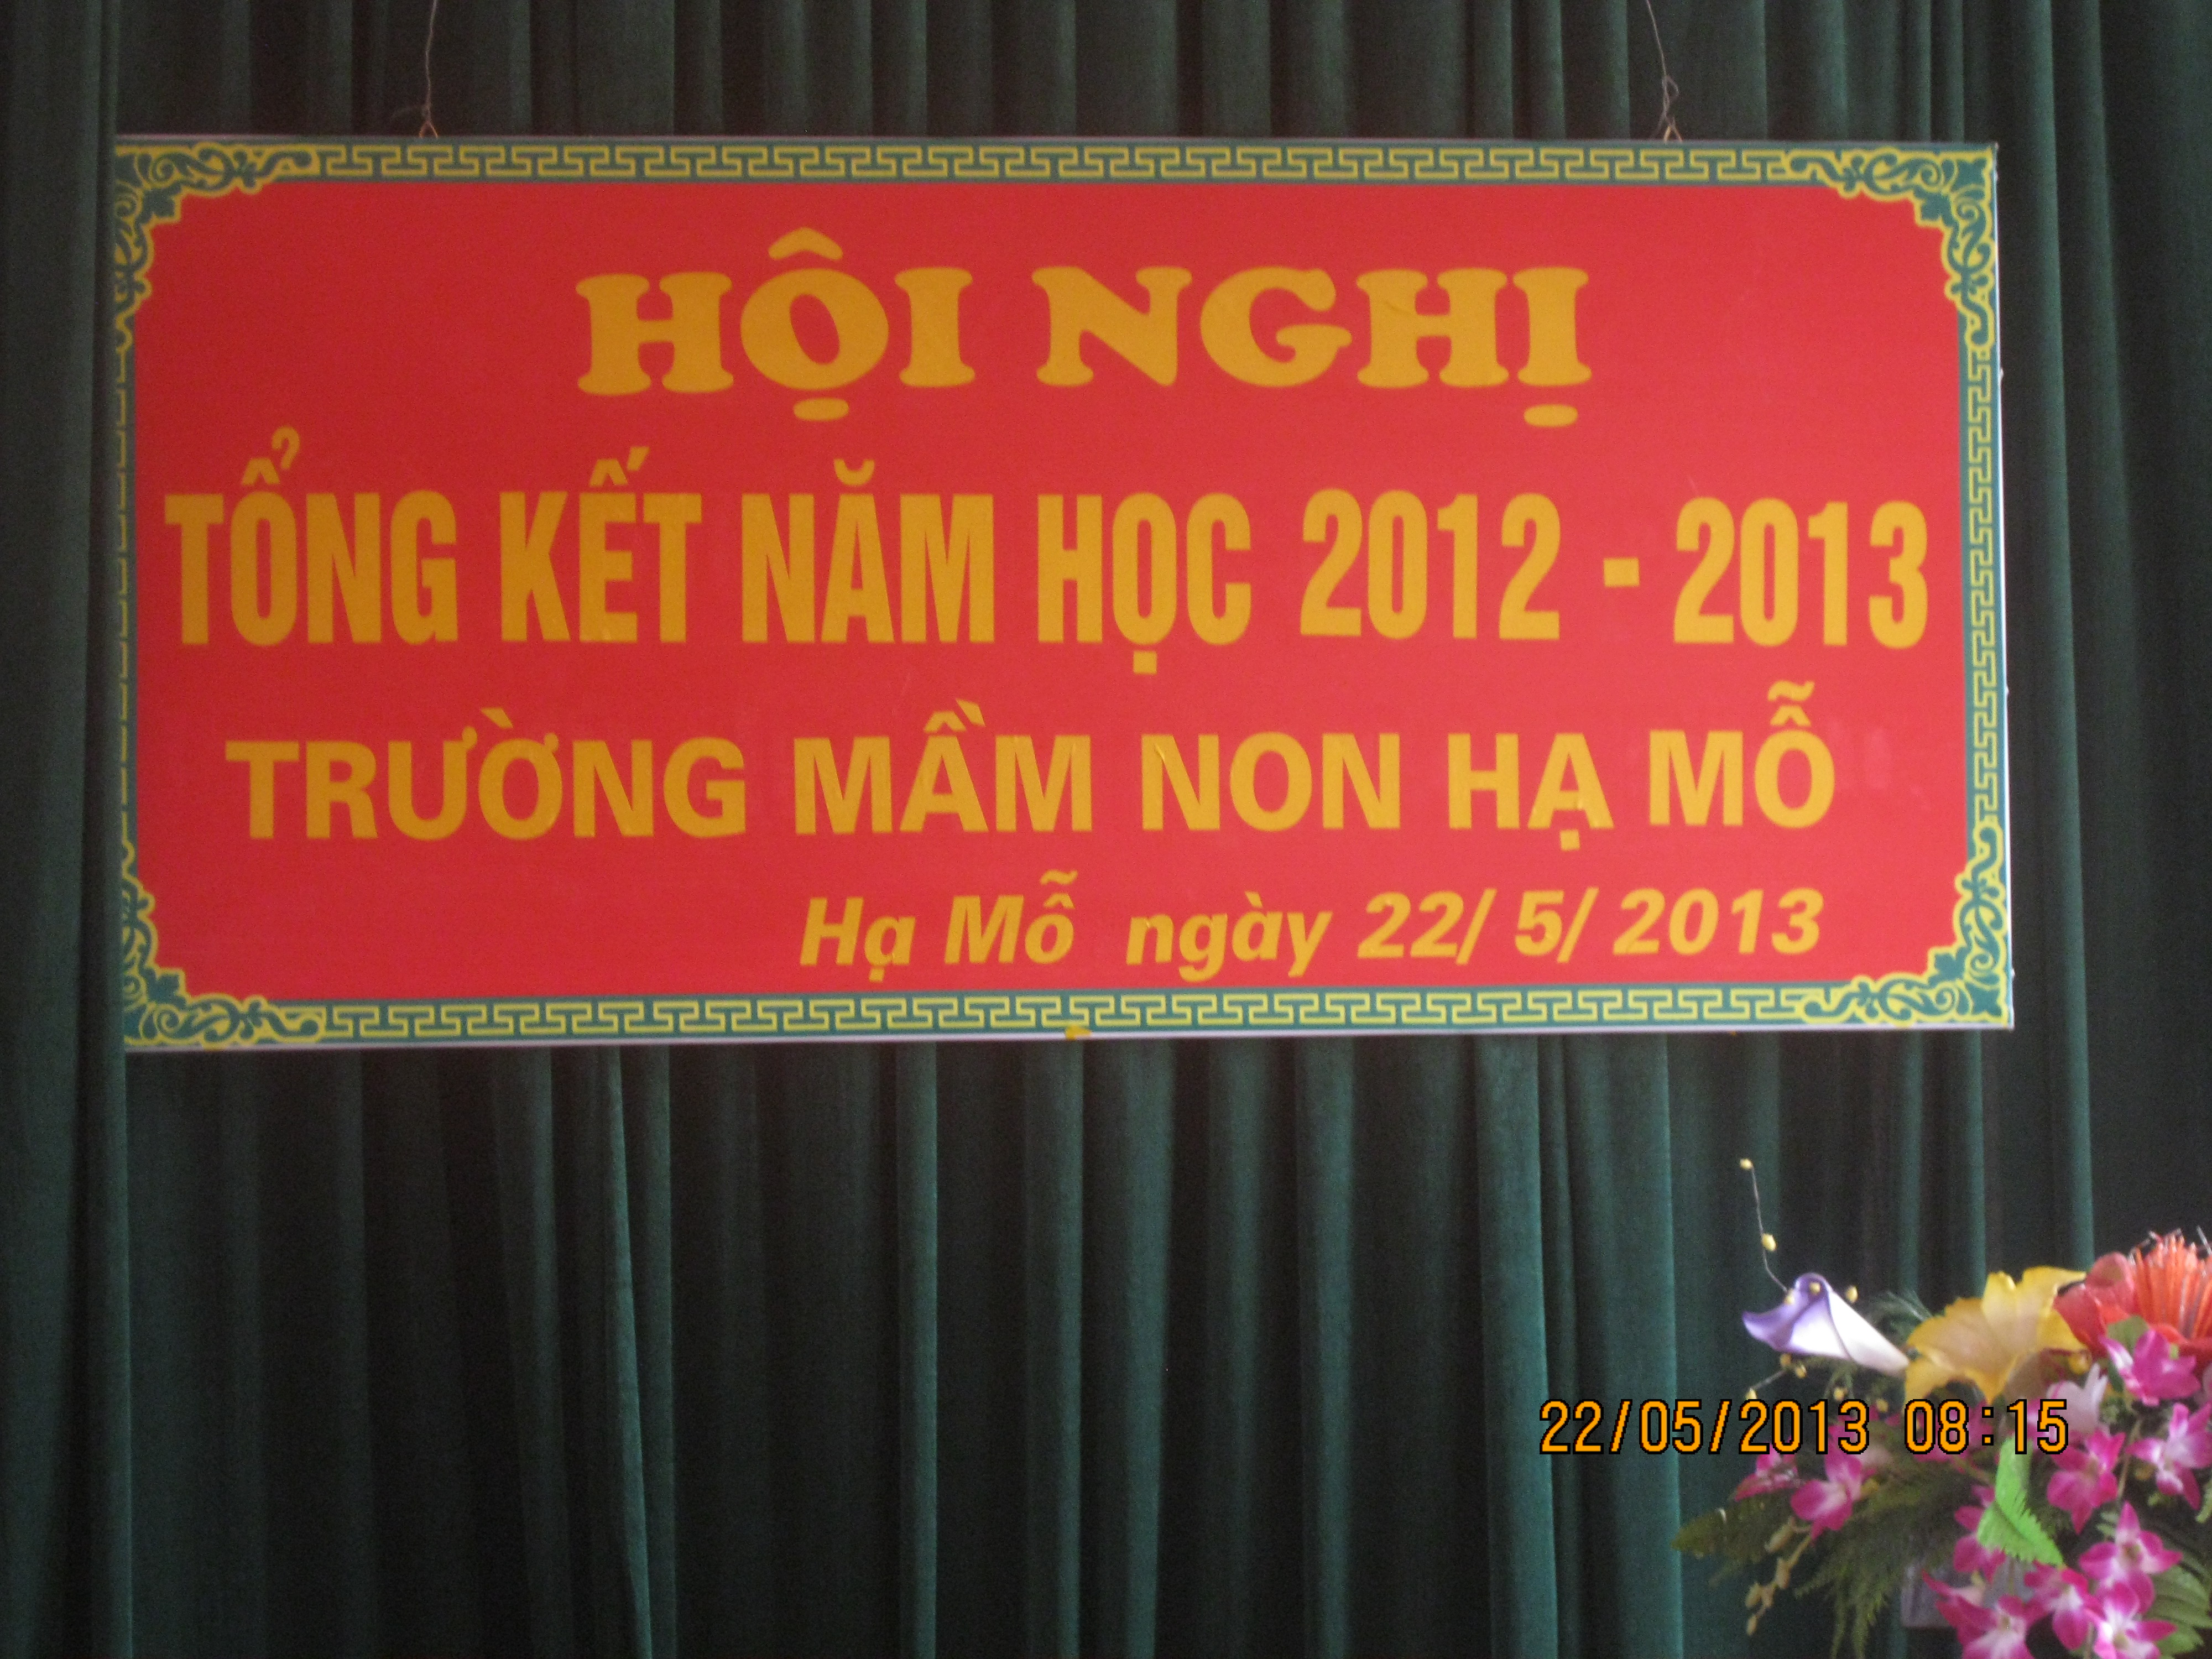 HỘI NGHỊ
TỔNG KẾT NĂM HỌC 2012 - 2013
TRƯỜNG MẦM NON HẠ MỖ
Hạ Mỗ ngày 22/ 5/ 2013
22/05/2013 08:15